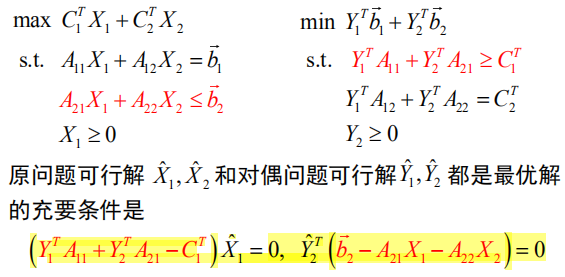 max C₁ᵀX₁ + C₂ᵀX₂ min Y₁ᵀb⃗₁ + Y₂ᵀb⃗₂
s.t. A₁₁X₁ + A₁₂X₂ = b⃗₁ s.t. Y₁ᵀA₁₁ + Y₂ᵀA₂₁ ≥ C₁ᵀ
A₂₁X₁ + A₂₂X₂ ≤ b⃗₂ Y₁ᵀA₁₂ + Y₂ᵀA₂₂ = C₂ᵀ
X₁ ≥ 0 Y₂ ≥ 0
原问题可行解 X̂₁, X̂₂ 和对偶问题可行解 Ŷ₁, Ŷ₂ 都是最优解
的充要条件是
(Y₁ᵀA₁₁ + Y₂ᵀA₂₁ − C₁ᵀ) X̂₁ = 0, Ŷ₂ᵀ (b⃗₂ − A₂₁X₁ − A₂₂X₂) = 0